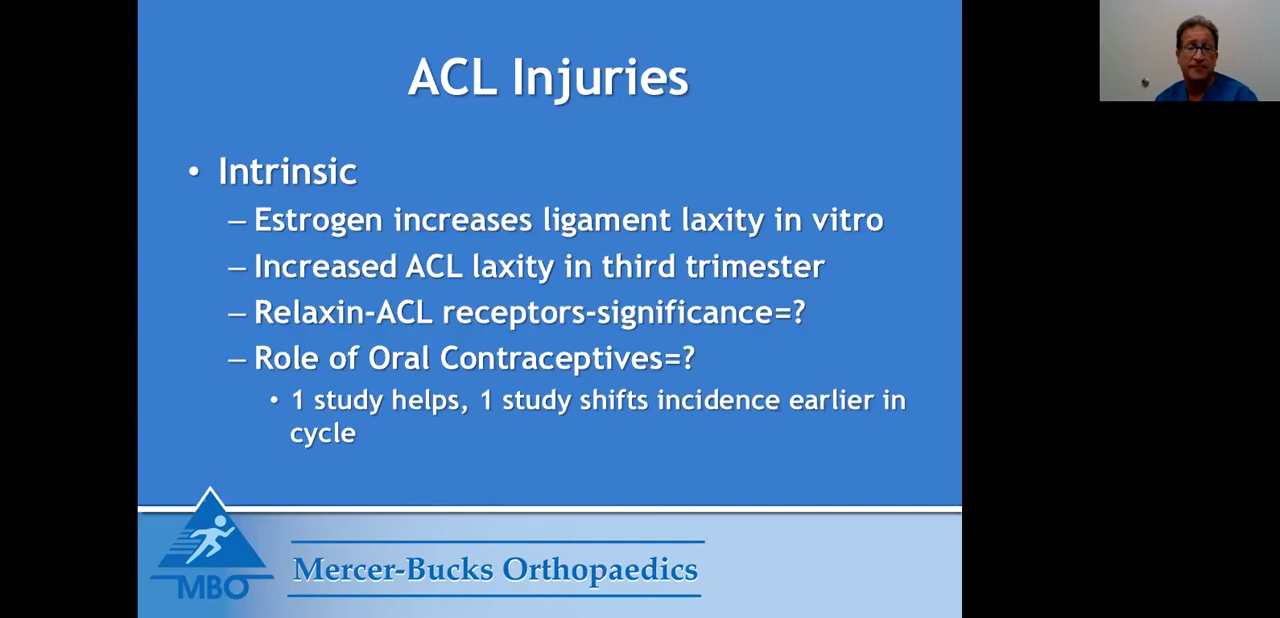 ACL Injuries
• Intrinsic
– Estrogen increases ligament laxity in vitro
– Increased ACL laxity in third trimester
– Relaxin-ACL receptors-significance=?
– Role of Oral Contraceptives=?
• 1 study helps, 1 study shifts incidence earlier in
cycle
MBO
Mercer-Bucks Orthopaedics